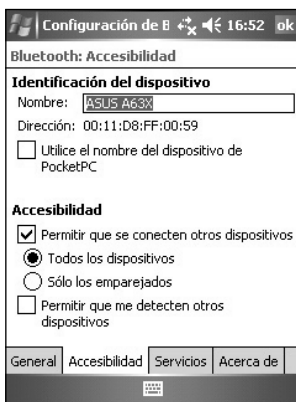 Configuración de B 16:52 ok
Bluetooth: Accesibilidad
Identificación del dispositivo
Nombre: ASUS A63X
Dirección: 00:11:D8:FF:00:59
Utilice el nombre del dispositivo de
PocketPC
Accesibilidad
Permitir que se conecten otros dispositivos
Todos los dispositivos
Sólo los emparejados
Permitir que me detecten otros
dispositivos
General Accesibilidad Servicios Acerca de